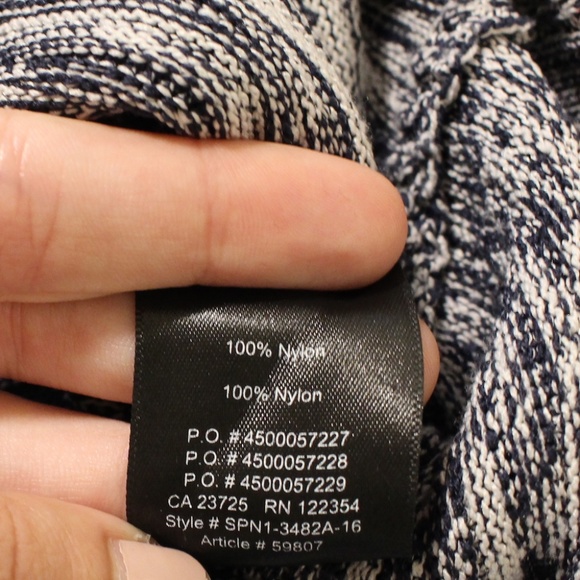 100% Nylon
100% Nylon
P.O. # 4500057227
P.O. # 4500057228
P.O. # 4500057229
CA 23725 RN 122354
Style # SPN1-3482A-16
Article # 59807